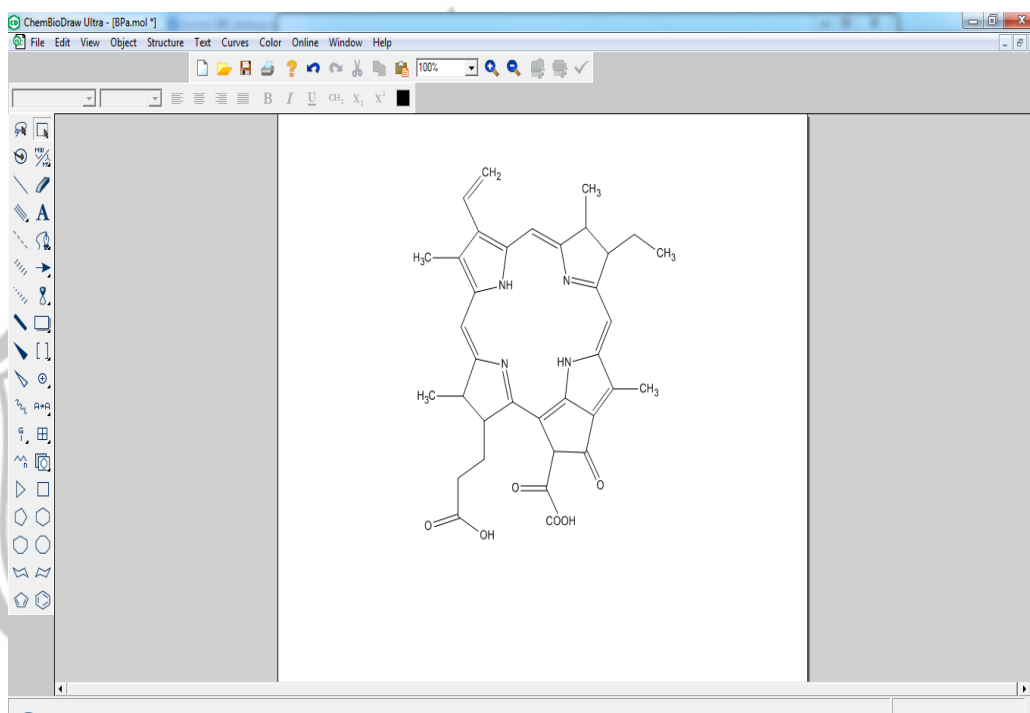 ChemBioDraw Ultra - [BPa.mol *]
File Edit View Object Structure Text Curves Color Online Window Help
100%
B I U CH₂ X₂ X²
A
CH₂
CH₃
H₃C
CH₃
NH
N
N
HN
H₃C
CH₃
O
O
O
COOH
OH